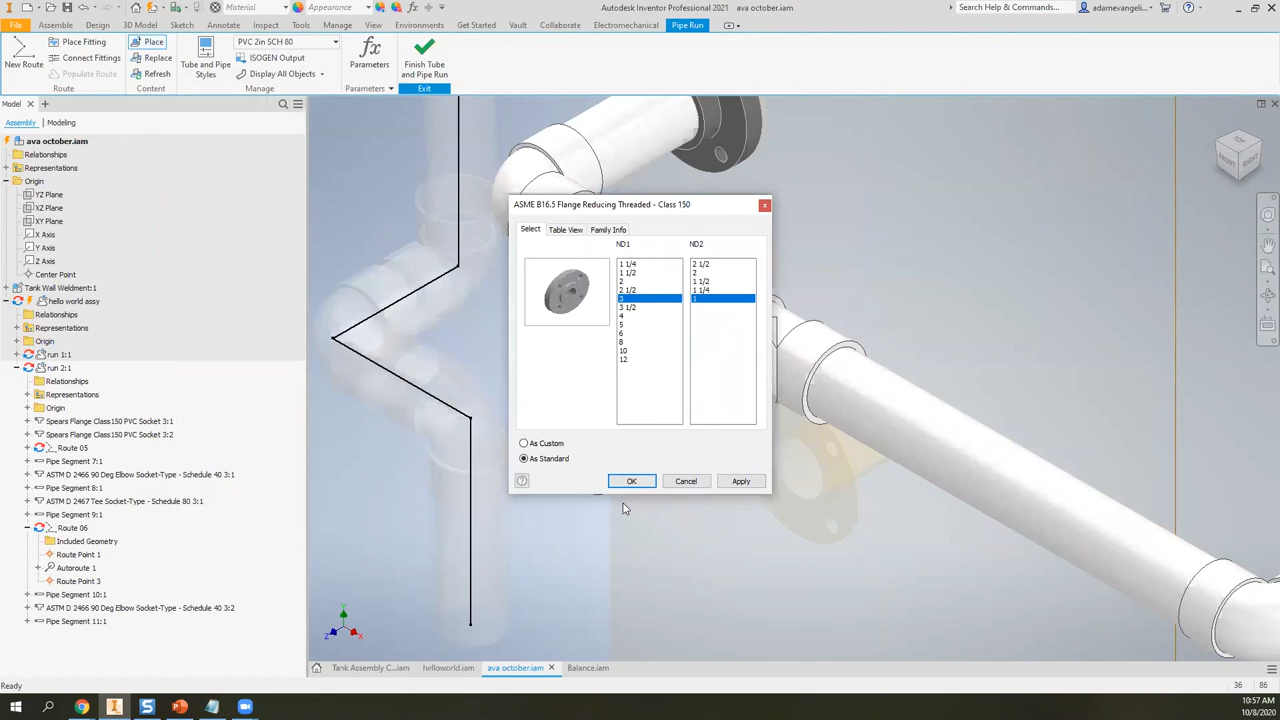 Material
Appearance
Autodesk Inventor Professional 2021
ava october.iam
Search Help & Commands...
adamevangeli...
File
Assemble
Design
3D Model
Sketch
Annotate
Inspect
Tools
Manage
View
Environments
Get Started
Vault
Collaborate
Electromechanical
Pipe Run
New Route
Place Fitting
Connect Fittings
Populate Route
Route
Place
Replace
Refresh
Content
Tube and Pipe Styles
PVC 2in SCH 80
ISOGEN Output
Display All Objects
Manage
fx
Parameters
Parameters
Finish Tube and Pipe Run
Exit
Model
Assembly
Modeling
ava october.iam
Relationships
Representations
Origin
YZ Plane
XZ Plane
XY Plane
X Axis
Y Axis
Z Axis
Center Point
Tank Wall Weldment:1
hello world assy
Relationships
Representations
Origin
run 1:1
run 2:1
Relationships
Representations
Origin
Spears Flange Class150 PVC Socket 3:1
Spears Flange Class150 PVC Socket 3:2
Route 05
Pipe Segment 7:1
ASTM D 2466 90 Deg Elbow Socket-Type - Schedule 40 3:1
Pipe Segment 8:1
ASTM D 2467 Tee Socket-Type - Schedule 80 3:1
Pipe Segment 9:1
Route 06
Included Geometry
Route Point 1
Autoroute 1
Route Point 3
Pipe Segment 10:1
ASTM D 2466 90 Deg Elbow Socket-Type - Schedule 40 3:2
Pipe Segment 11:1
ASME B16.5 Flange Reducing Threaded - Class 150
Select
Table View
Family Info
ND1
1 1/4
1 1/2
2
2 1/2
3
3 1/2
4
5
6
8
10
12
ND2
2 1/2
2
1 1/2
1 1/4
1
As Custom
As Standard
OK
Cancel
Apply
TOP
FRONT
RIGHT
Y
Z
X
Tank Assembly C...iam
helloworld.iam
ava october.iam
Balance.iam
Ready
36
86
10:57 AM
10/8/2020